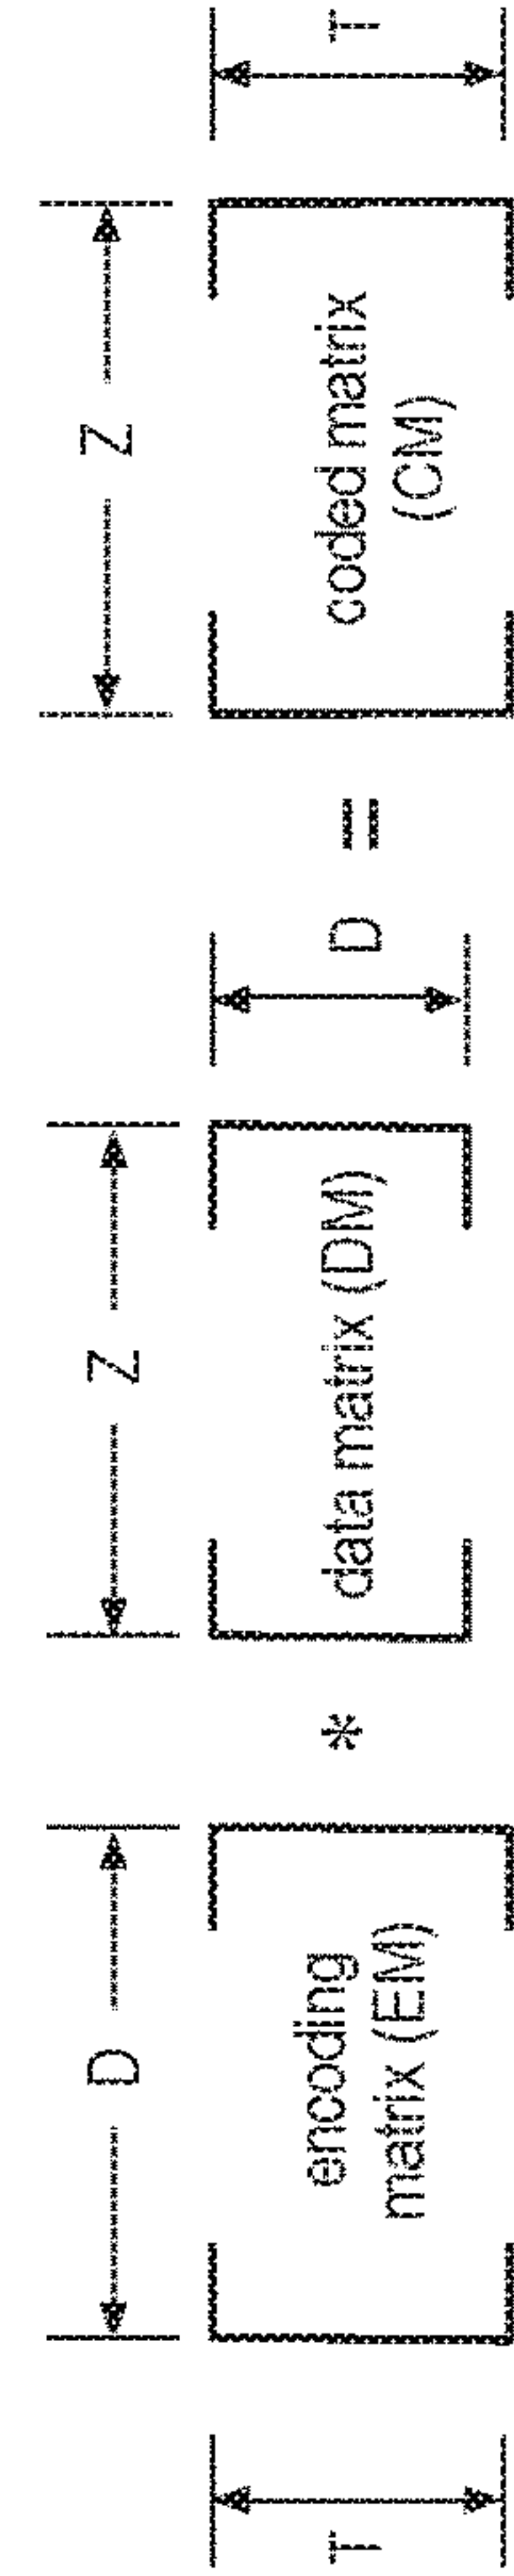 T
D
encoding
matrix (EM)
*
Z
data matrix (DM)
D
=
Z
coded matrix
(CM)
T